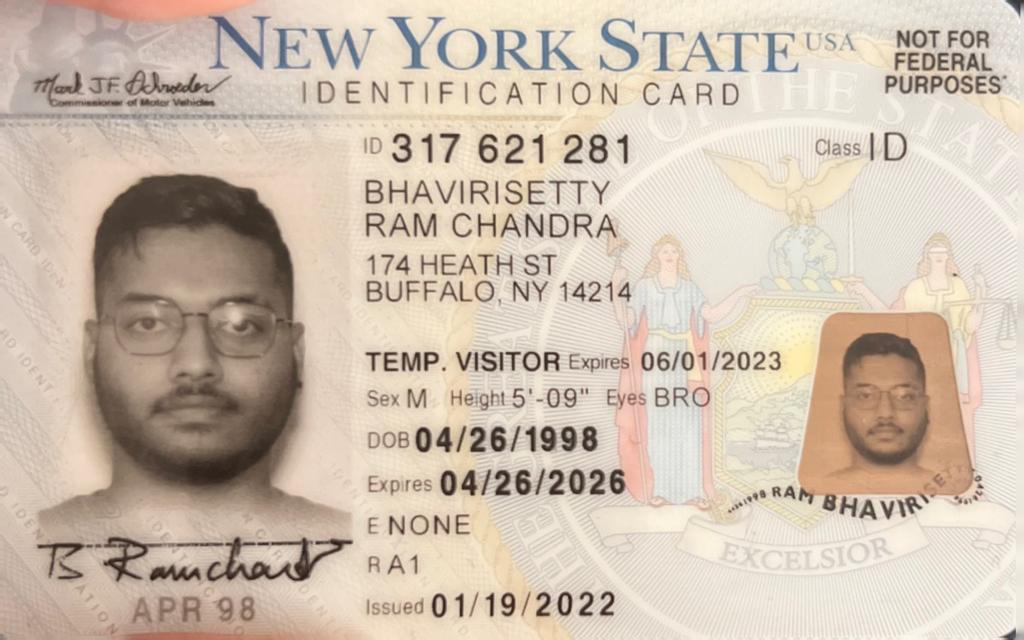 NEW YORK STATE USA
NOT FOR FEDERAL PURPOSES
Mark J.F. Schroeder
Commissioner of Motor Vehicles
IDENTIFICATION CARD
ID 317 621 281
Class ID
BHAVIRISETTY
RAM CHANDRA
174 HEATH ST
BUFFALO, NY 14214
TEMP. VISITOR Expires 06/01/2023
Sex M Height 5'-09" Eyes BRO
DOB 04/26/1998
Expires 04/26/2026
E NONE
R A1
Issued 01/19/2022
B Ramchand
APR 98
RAM BHAVIRISETTY
EXCELSIOR